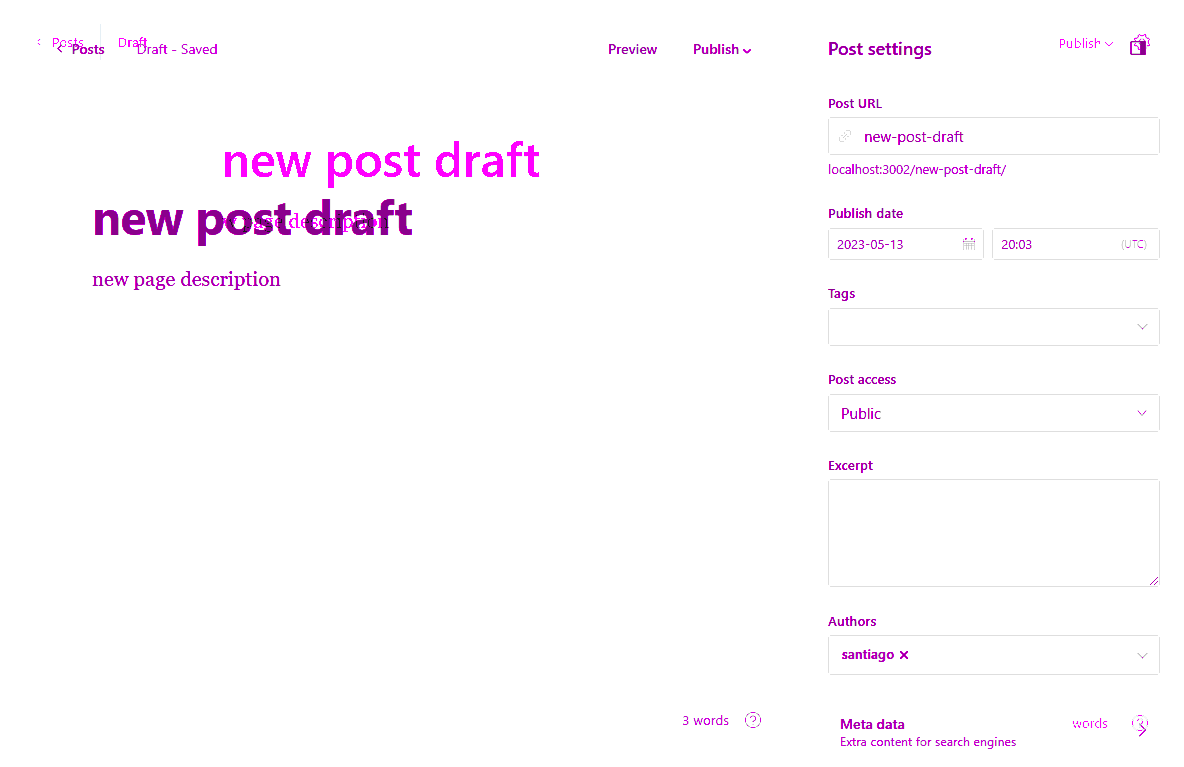 Posts Draft
Posts Draft - Saved Preview Publish
Post settings
Publish
Post URL
new-post-draft
localhost:3002/new-post-draft/
new post draft
new page description
new post draft
new page description
Publish date
2023-05-13 20:03 (UTC)
Tags
Post access
Public
Excerpt
Authors
santiago ×
3 words
Meta data
Extra content for search engines
words